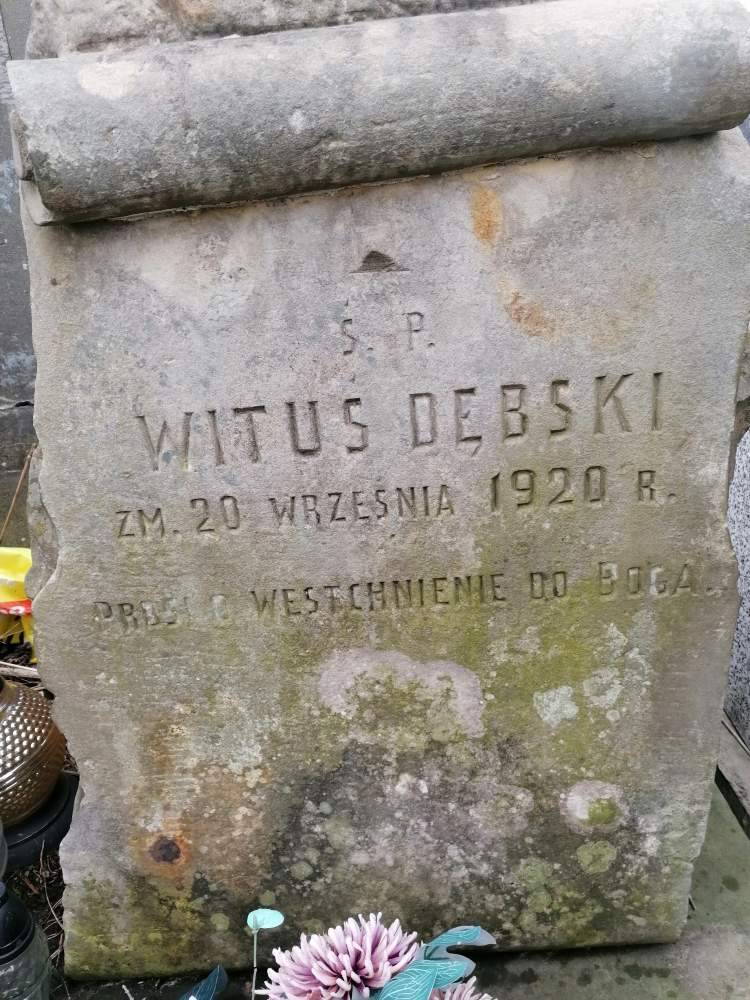 Ś. P.
WITUS DĘBSKI
ZM. 20 WRZEŚNIA 1920 R.
PROSI O WESTCHNIENIE DO BOGA.